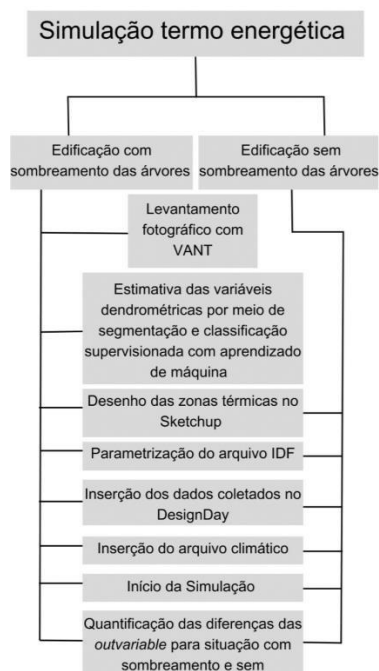 Simulação termo energética
Edificação com
sombreamento das árvores
Edificação sem
sombreamento das árvores
Levantamento
fotográfico com
VANT
Estimativa das variáveis
dendrométricas por meio de
segmentação e classificação
supervisionada com aprendizado
de máquina
Desenho das zonas térmicas no
Sketchup
Parametrização do arquivo IDF
Inserção dos dados coletados no
DesignDay
Inserção do arquivo climático
Início da Simulação
Quantificação das diferenças das
outvariable para situação com
sombreamento e sem